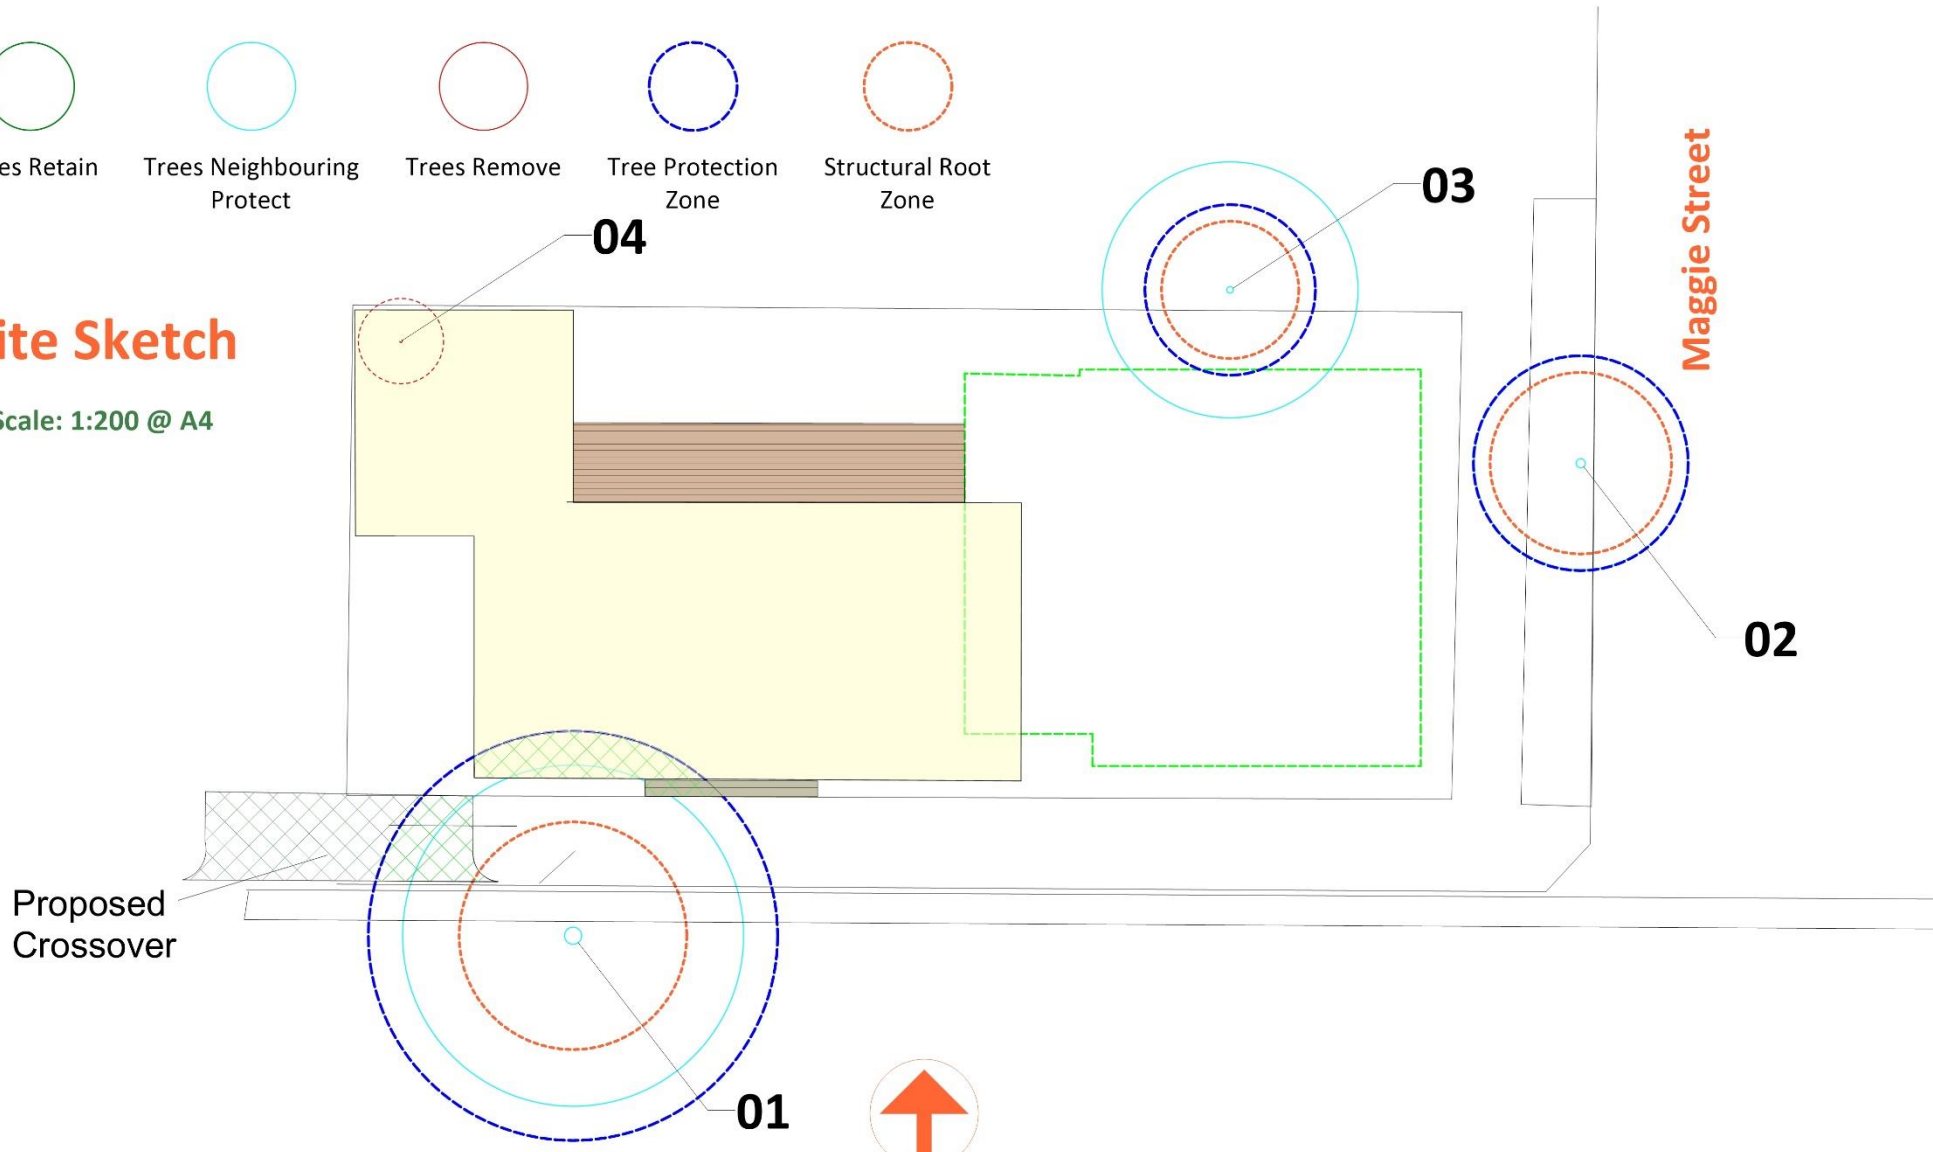 es Retain
Trees Neighbouring
Protect
Trees Remove
Tree Protection
Zone
Structural Root
Zone
04
03
Maggie Street
ite Sketch
Scale: 1:200 @ A4
02
Proposed
Crossover
01